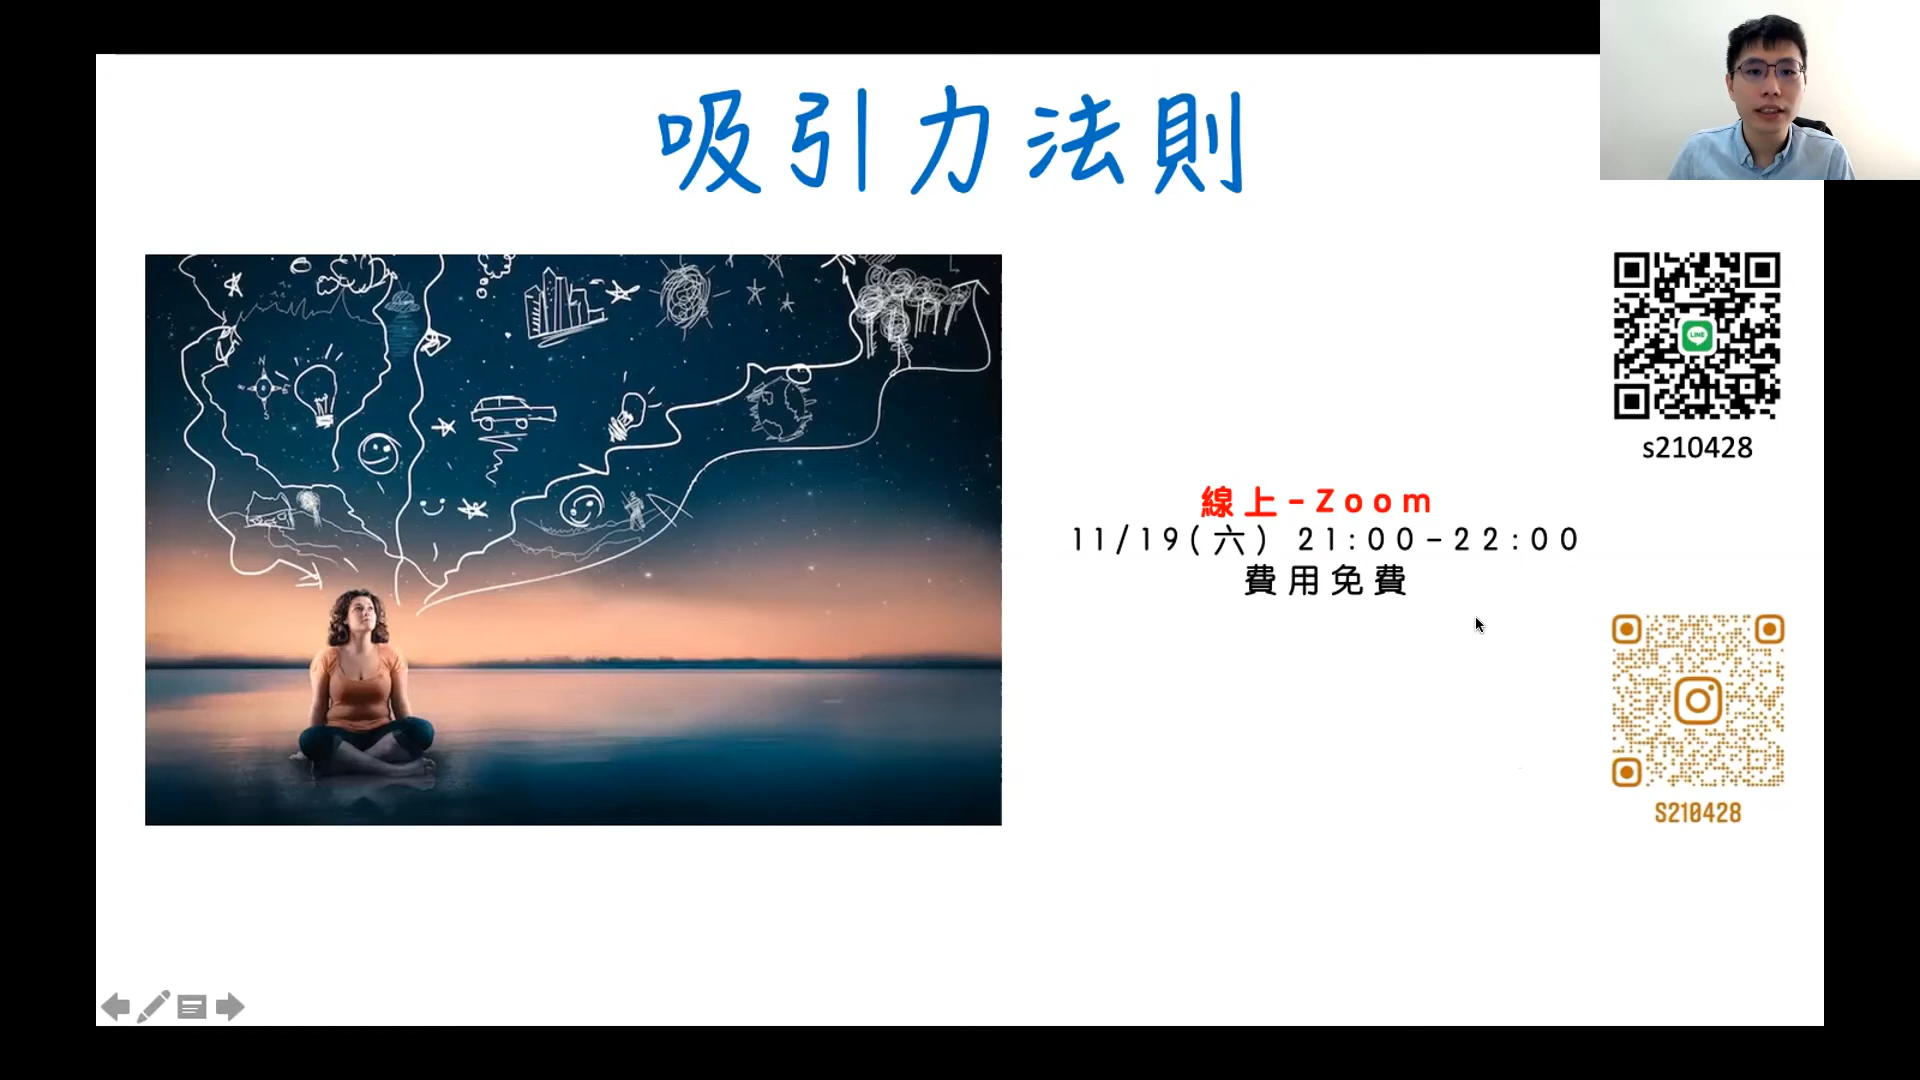 吸引力法則
LINE
s210428
線上-Zoom
11/19(六) 21:00-22:00
費用免費
S210428